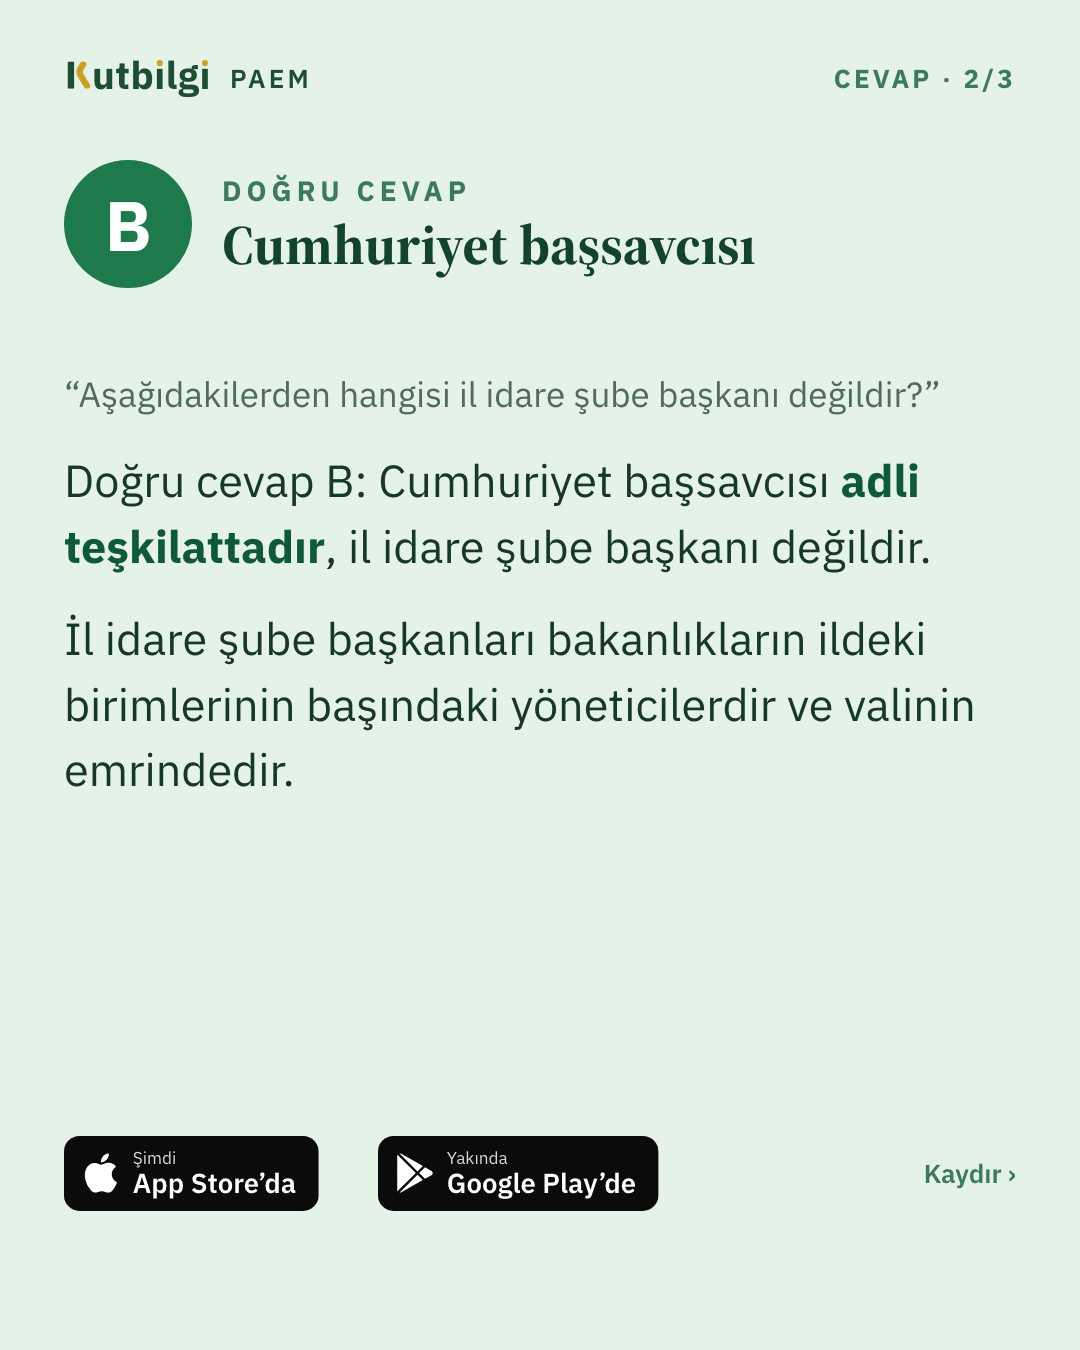 Kutbilgi PAEM
CEVAP · 2/3
B
DOĞRU CEVAP
Cumhuriyet başsavcısı
“Aşağıdakilerden hangisi il idare şube başkanı değildir?”
Doğru cevap B: Cumhuriyet başsavcısı adli
teşkilattadır, il idare şube başkanı değildir.
İl idare şube başkanları bakanlıkların ildeki
birimlerinin başındaki yöneticilerdir ve valinin
emrindedir.
Şimdi
App Store’da
Yakında
Google Play’de
Kaydır ›